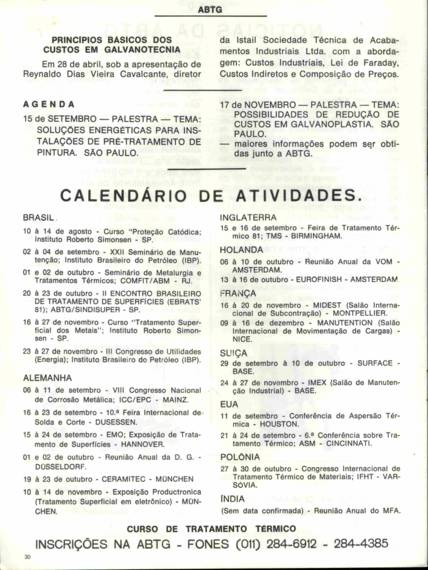 ABTG
PRINCÍPIOS BÁSICOS DOS
CUSTOS EM GALVANOTECNIA
Em 28 de abril, sob a apresentação de
Reynaldo Dias Vieira Cavalcante, diretor
da Istail Sociedade Técnica de Acaba-
mentos Industriais Ltda. com a aborda-
gem: Custos Industriais, Lei de Faraday,
Custos Indiretos e Composição de Preços.
AGENDA
15 de SETEMBRO — PALESTRA — TEMA:
SOLUÇÕES ENERGÉTICAS PARA INS-
TALAÇÕES DE PRÉ-TRATAMENTO DE
PINTURA. SÃO PAULO.
17 de NOVEMBRO — PALESTRA — TEMA:
POSSIBILIDADES DE REDUÇÃO DE
CUSTOS EM GALVANOPLASTIA. SÃO
PAULO.
— maiores informações podem ser obti-
das junto a ABTG.
CALENDÁRIO DE ATIVIDADES.
BRASIL.
10 à 14 de agosto - Curso "Proteção Catódica;
Instituto Roberto Simonsen - SP.
02 à 04 de setembro - XXII Seminário de Manu-
tenção; Instituto Brasileiro do Petróleo (IBP).
01 e 02 de outubro - Seminário de Metalurgia e
Tratamentos Térmicos; COMFIT/ABM - RJ.
20 à 23 de outubro - II ENCONTRO BRASILEIRO
DE TRATAMENTO DE SUPERFÍCIES (EBRATS'
81); ABTG/SINDISUPER - SP.
16 à 27 de novembro - Curso "Tratamento Super-
ficial dos Metais"; Instituto Roberto Simon-
sen - SP.
23 à 27 de novembro - III Congresso de Utilidades
(Energia); Instituto Brasileiro do Petróleo (IBP).
ALEMANHA
06 à 11 de setembro - VIII Congresso Nacional
de Corrosão Metálica; ICC/EPC - MAINZ.
16 à 23 de setembro - 10.ª Feira Internacional de
Solda e Corte - DUSESSEN.
15 à 24 de setembro - EMO; Exposição de Trata-
mento de Superfícies - HANNOVER.
01 e 02 de outubro - Reunião Anual da D. G. -
DÜSSELDORF.
19 à 23 de outubro - CERAMITEC - MÜNCHEN
10 à 14 de novembro - Exposição Productronica
(Tratamento Superficial em eletrônico) - MÜN-
CHEN.
INGLATERRA
15 e 16 de setembro - Feira de Tratamento Tér-
mico 81; TMS - BIRMINGHAM.
HOLANDA
06 à 10 de outubro - Reunião Anual da VOM -
AMSTERDAM.
13 à 16 de outubro - EUROFINISH - AMSTERDAM
FRANÇA
16 à 20 de novembro - MIDEST (Salão Interna-
cional de Subcontração) - MONTPELLIER.
09 à 16 de dezembro - MANUTENTION (Salão
Internacional de Movimentação de Cargas) -
NICE.
SUÍÇA
29 de setembro à 10 de outubro - SURFACE -
BASE.
24 à 27 de novembro - IMEX (Salão de Manuten-
ção Industrial) - BASE.
EUA
11 de setembro - Conferência de Aspersão Tér-
mica - HOUSTON.
21 à 24 de setembro - 6.ª Conferência sobre Tra-
tamento Térmico; ASM - CINCINNATI.
POLÔNIA
27 à 30 de outubro - Congresso Internacional de
Tratamento Térmico de Materiais; IFHT - VAR-
SÓVIA.
ÍNDIA
(Sem data confirmada) - Reunião Anual do MFA.
CURSO DE TRATAMENTO TÉRMICO
INSCRIÇÕES NA ABTG - FONES (011) 284-6912 - 284-4385
30